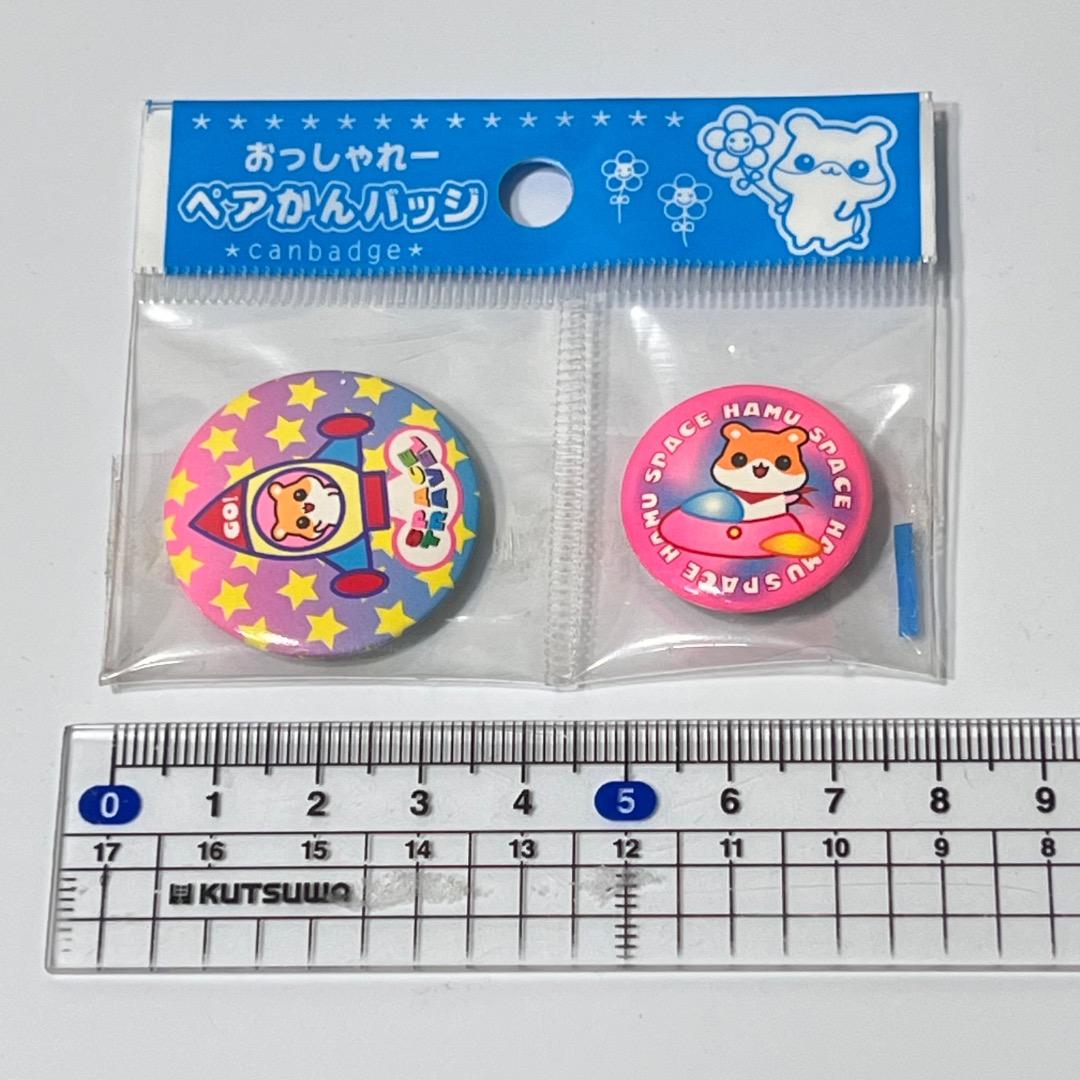 おっしゃれー
ペアかんバッジ
*canbadge*
GO!
SPACE
TRAVEL
SPACE HAMU SPACE HAMU SPACE HAMU
0 1 2 3 4 5 6 7 8 9
17 16 15 14 13 12 11 10 9 8
KUTSUWA